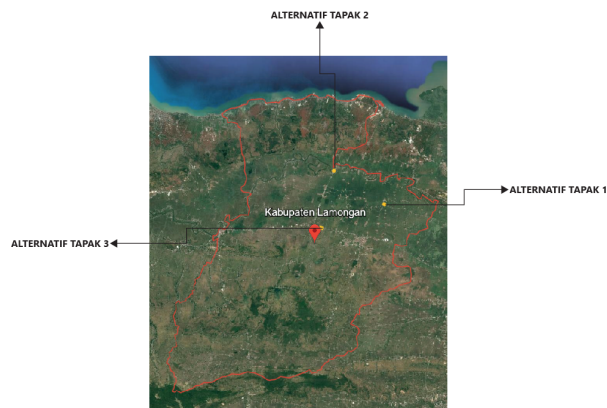 ALTERNATIF TAPAK 2
ALTERNATIF TAPAK 1
Kabupaten Lamongan
ALTERNATIF TAPAK 3